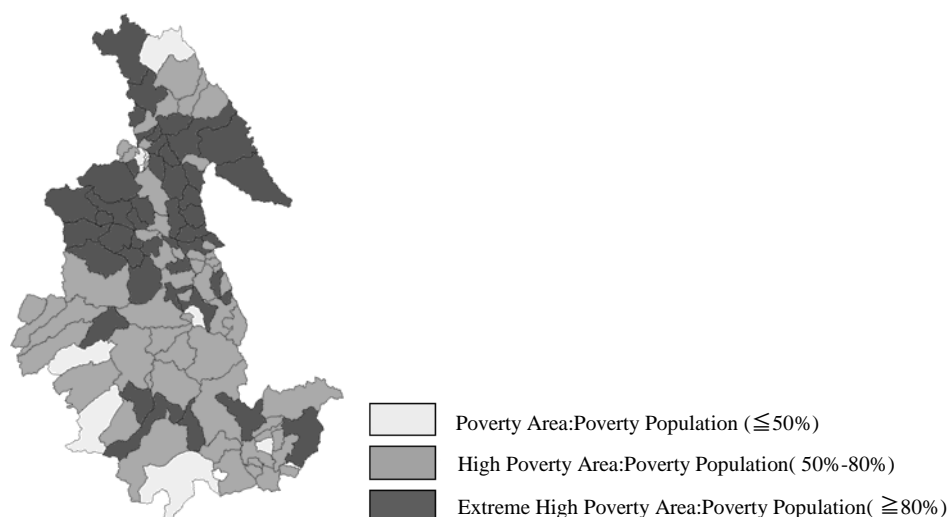 Poverty Area:Poverty Population (≦50%)
High Poverty Area:Poverty Population( 50%-80%)
Extreme High Poverty Area:Poverty Population( ≧80%)